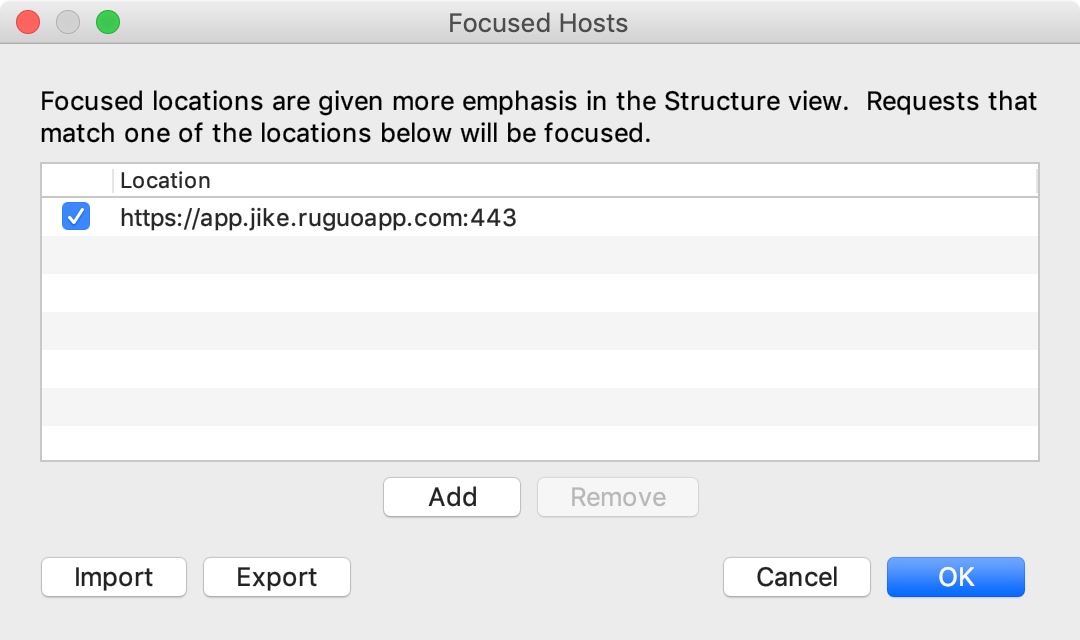 Focused Hosts
Focused locations are given more emphasis in the Structure view.  Requests that
match one of the locations below will be focused.
Location
https://app.jike.ruguoapp.com:443
Add
Remove
Import
Export
Cancel
OK